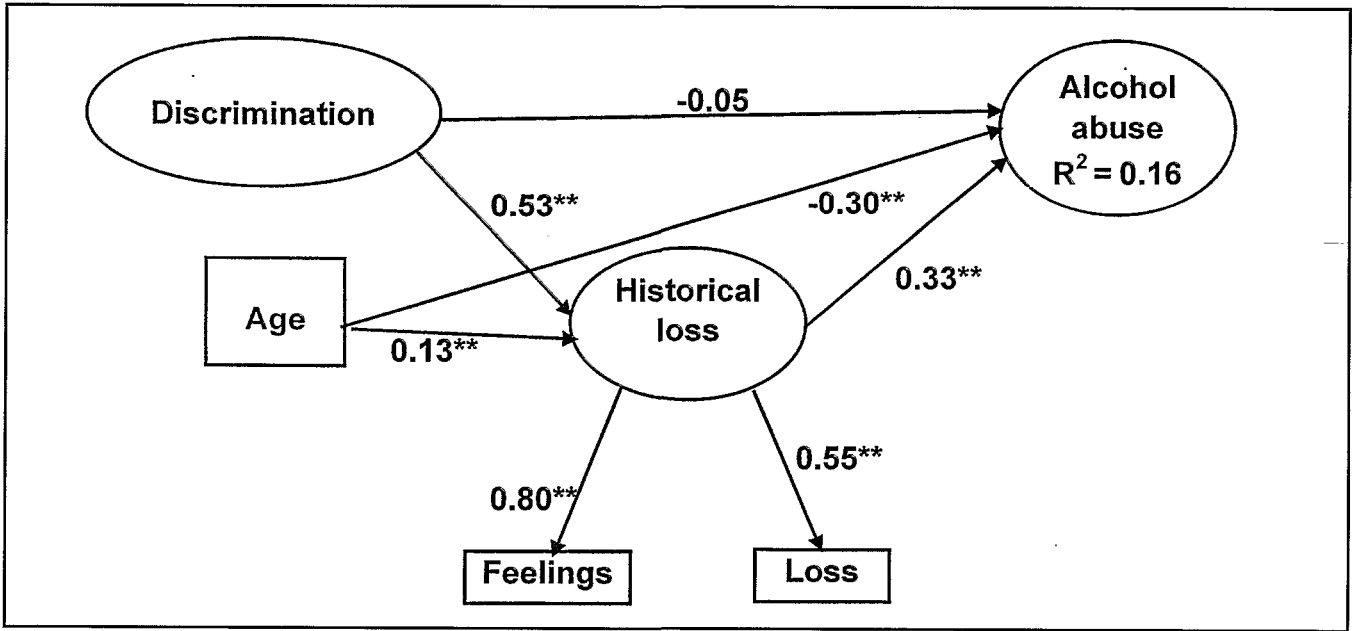 Discrimination
-0.05
Alcohol
abuse
R² = 0.16
0.53**
-0.30**
Age
Historical
loss
0.33**
0.13**
0.55**
0.80**
Feelings
Loss